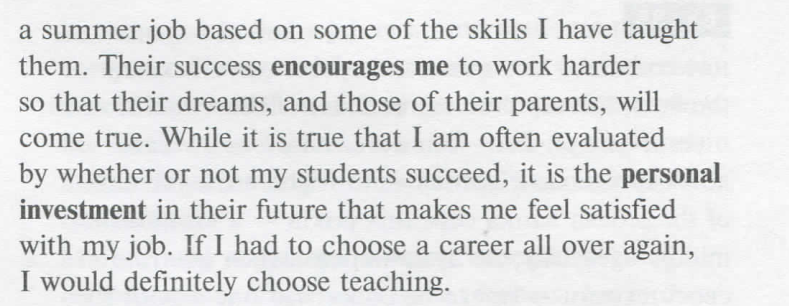 a summer job based on some of the skills I have taught
them. Their success encourages me to work harder
so that their dreams, and those of their parents, will
come true. While it is true that I am often evaluated
by whether or not my students succeed, it is the personal
investment in their future that makes me feel satisfied
with my job. If I had to choose a career all over again,
I would definitely choose teaching.